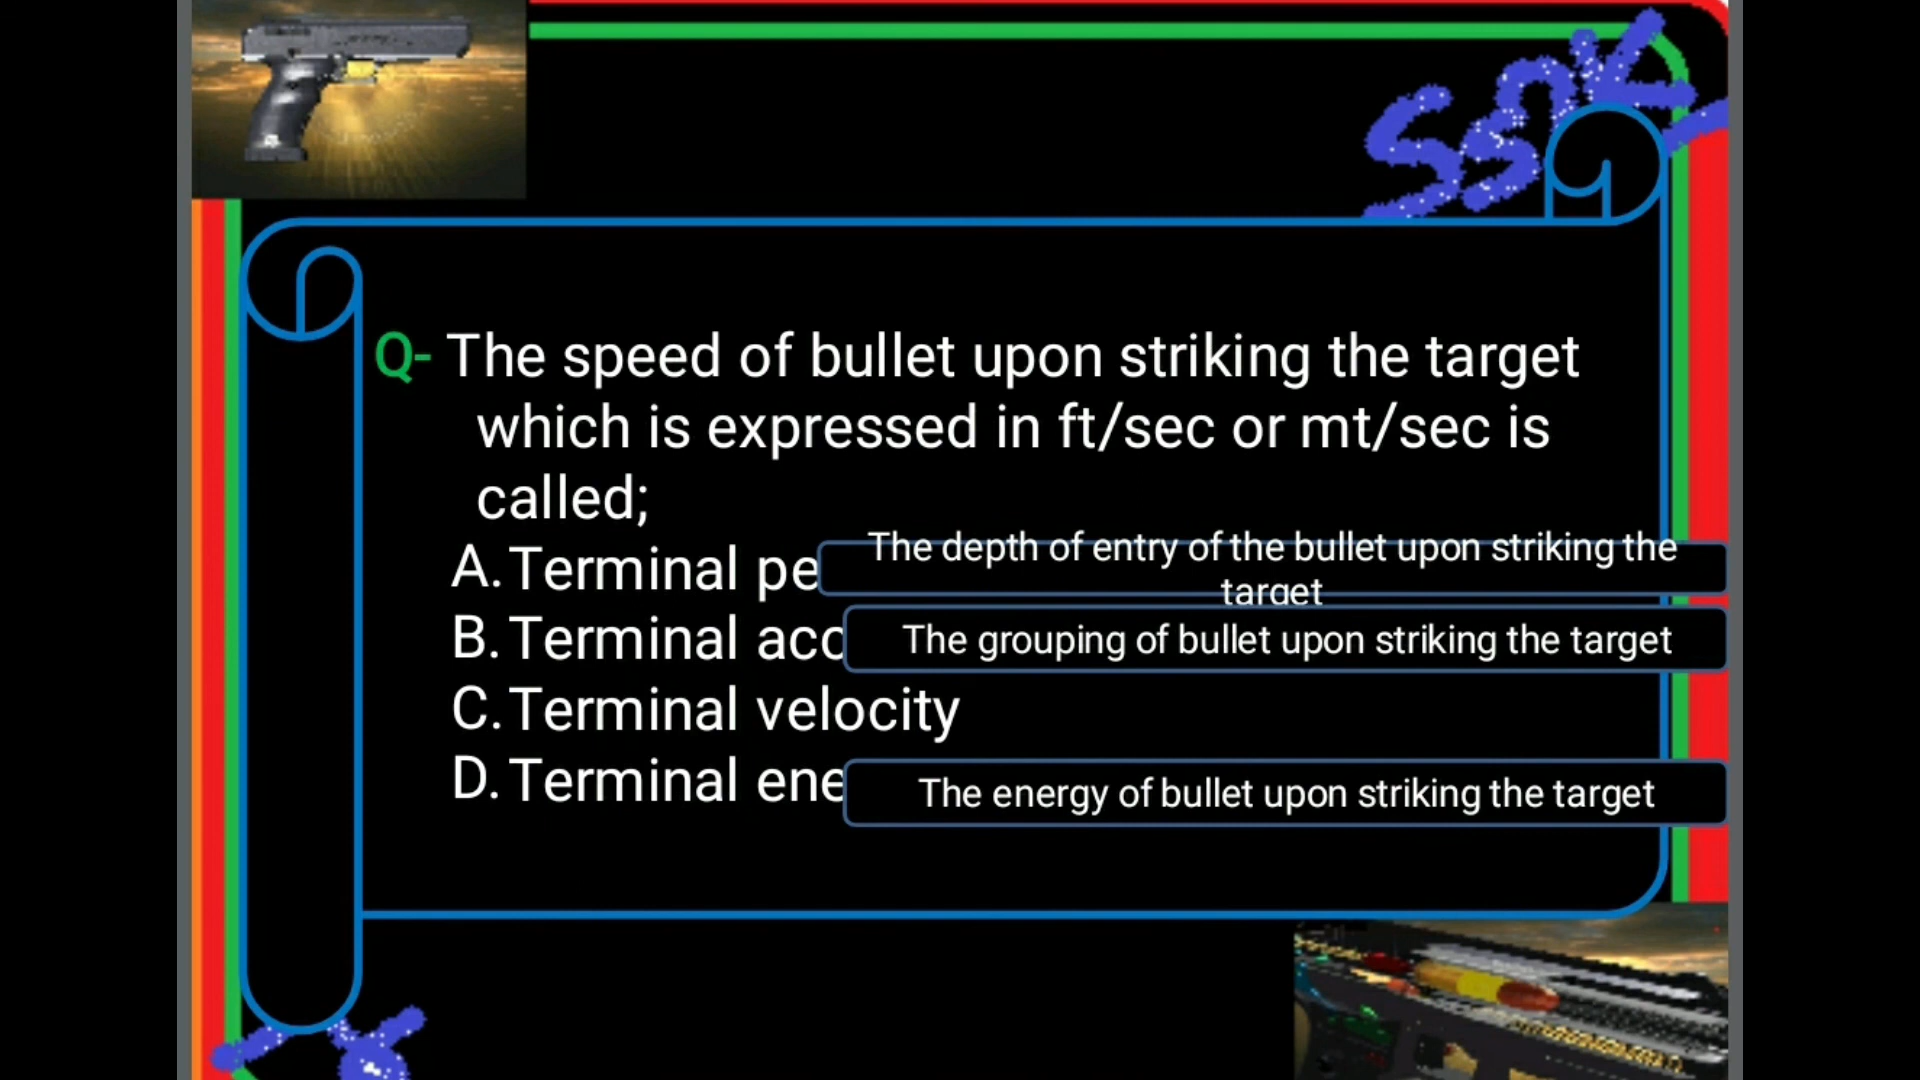 Q- The speed of bullet upon striking the target
which is expressed in ft/sec or mt/sec is
called;
A. Terminal pe
The depth of entry of the bullet upon striking the
target
B. Terminal acc
The grouping of bullet upon striking the target
C. Terminal velocity
D. Terminal ene
The energy of bullet upon striking the target